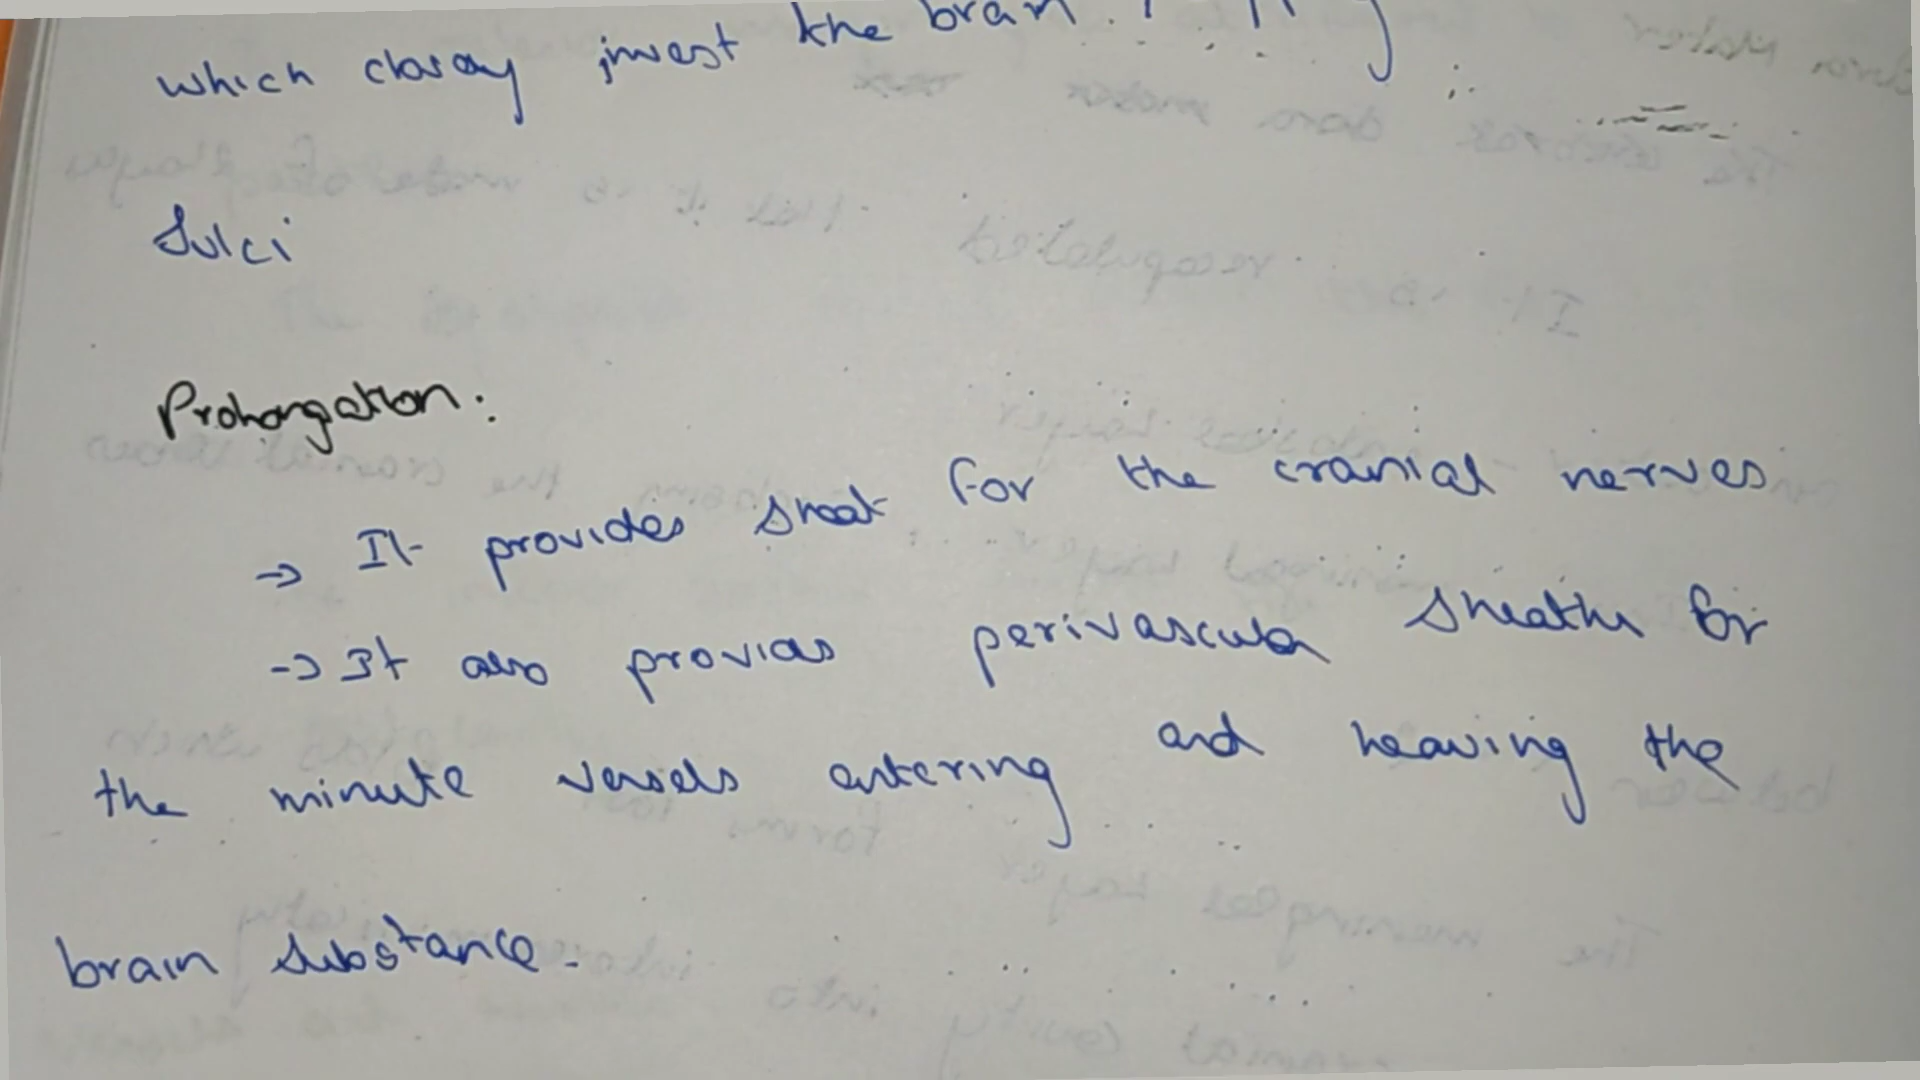 which closely invest the brain.
Sulci
Prolongation:
→ It provides sheat for the cranial nerves
→ It also provides perivascular sheaths for
the minute vessels entering and leaving the
brain substance.